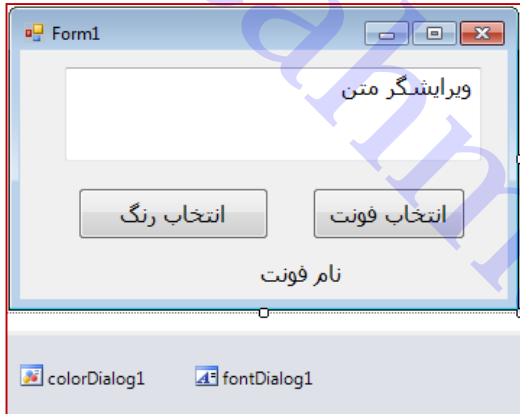 Form1
ویرایشگر متن
انتخاب فونت
انتخاب رنگ
نام فونت
colorDialog1
fontDialog1